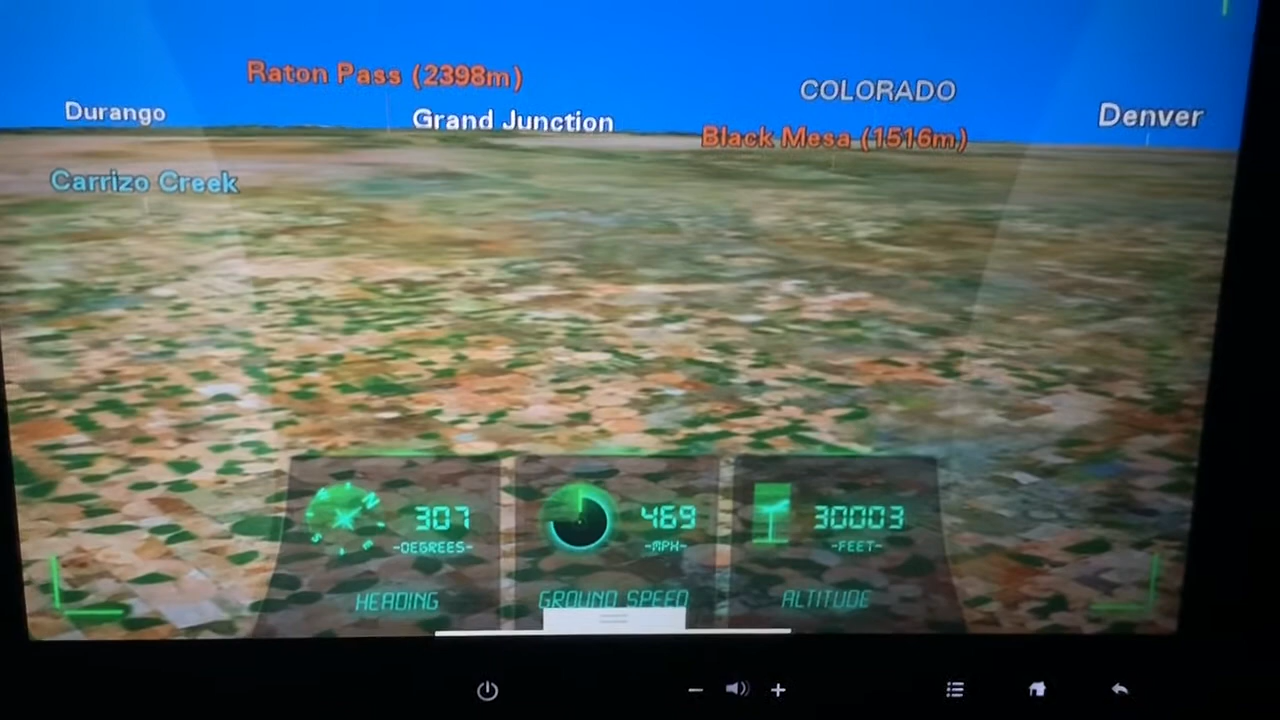 Raton Pass (2398m)
COLORADO
Durango
Grand Junction
Denver
Black Mesa (1516m)
Carrizo Creek
307
-DEGREES-
HEADING
469
-MPH-
GROUND SPEED
30003
-FEET-
ALTITUDE